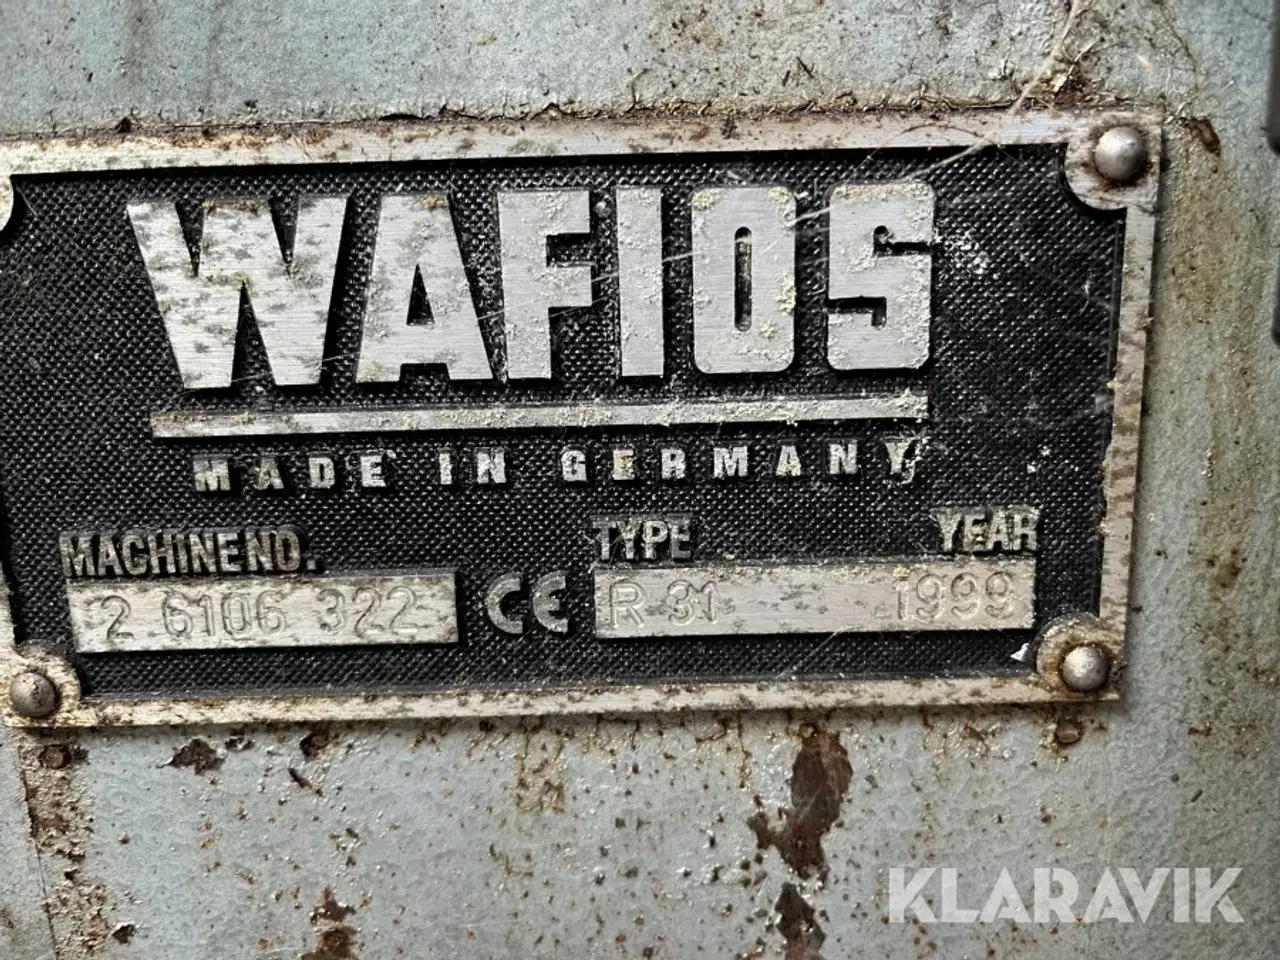 WAFIOS
MADE IN GERMANY
MACHINE NO. TYPE YEAR
2 6106 322 CE R 31 1999
KLARAVIK